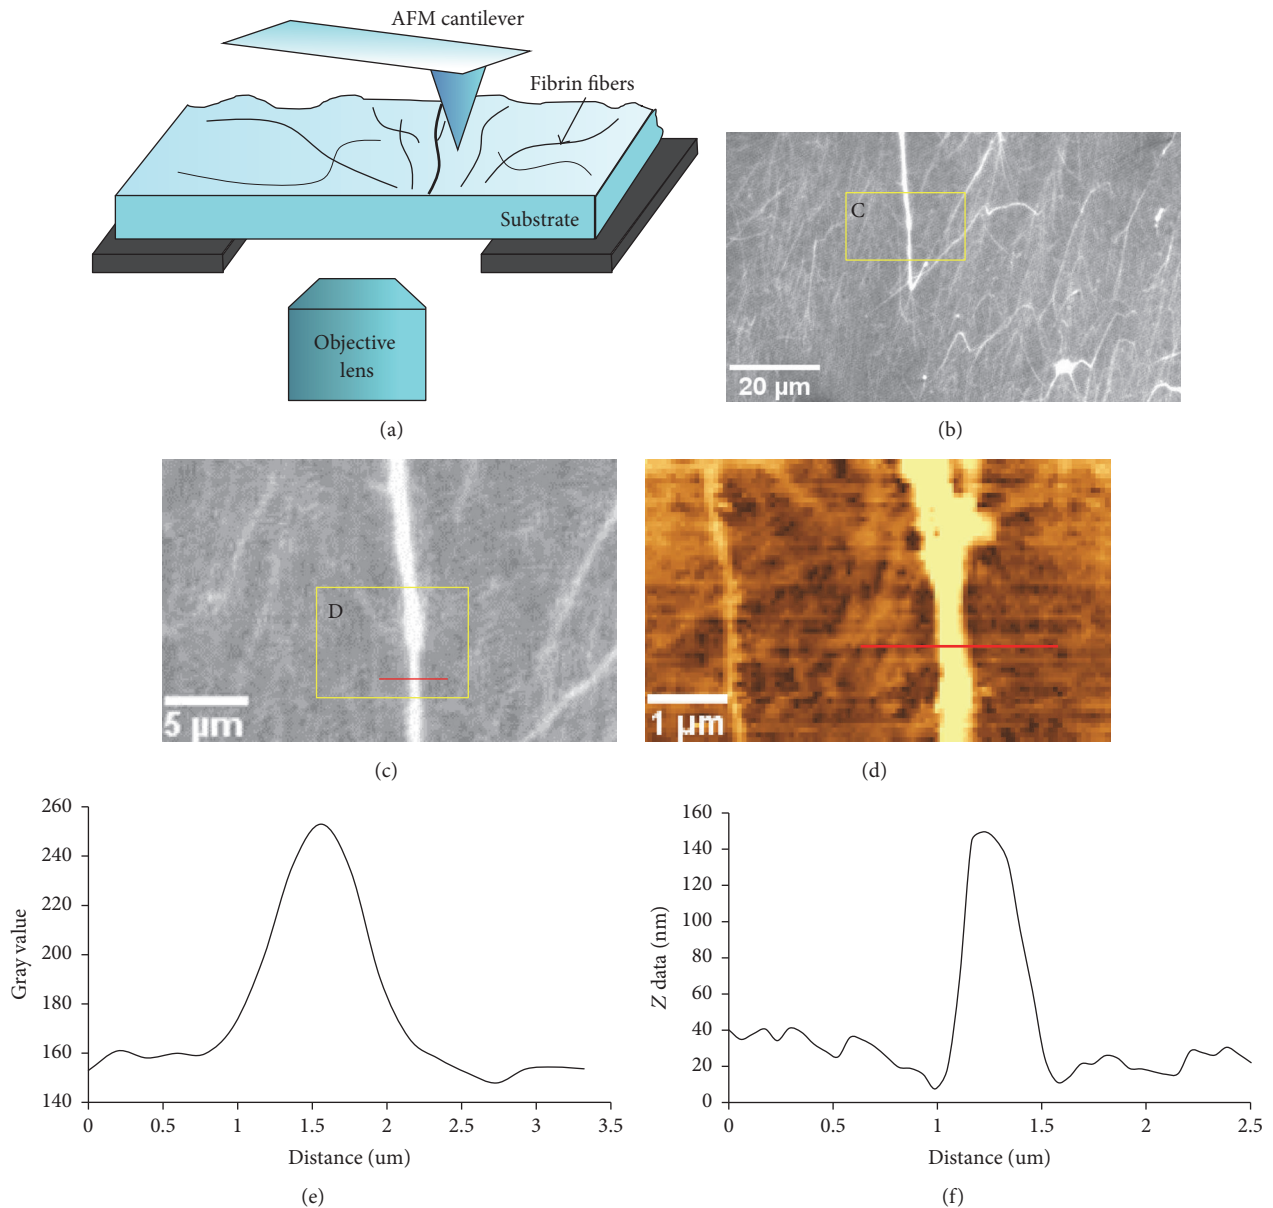 AFM cantilever
Fibrin fibers
Substrate
Objective
lens
(a)
C
20 µm
(b)
D
5 µm
(c)
1 µm
(d)
260
240
220
200
180
160
140
Gray value
0
0.5
1
1.5
2
2.5
3
3.5
Distance (um)
(e)
160
140
120
100
80
60
40
20
0
Z data (nm)
0
0.5
1
1.5
2
2.5
Distance (um)
(f)